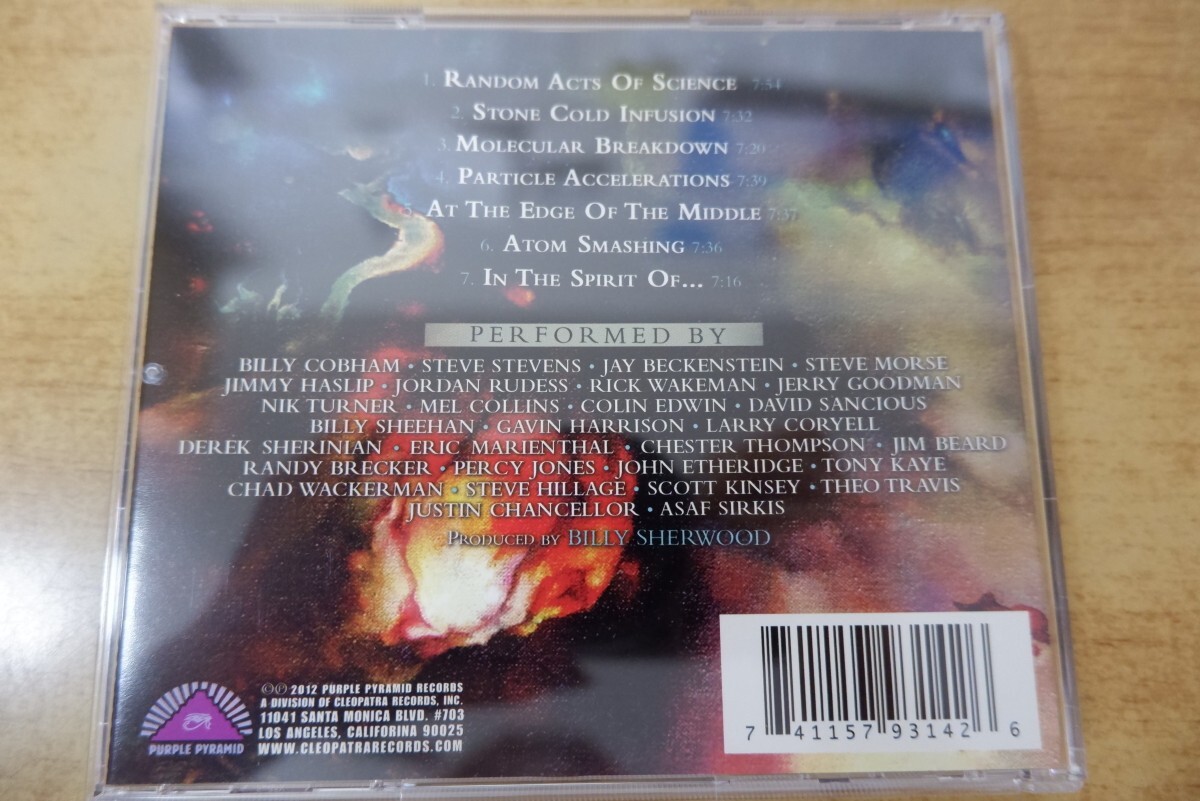 1. RANDOM ACTS OF SCIENCE 7:54
2. STONE COLD INFUSION 7:32
3. MOLECULAR BREAKDOWN 7:20
4. PARTICLE ACCELERATIONS 7:39
5. AT THE EDGE OF THE MIDDLE 7:37
6. ATOM SMASHING 7:36
7. IN THE SPIRIT OF... 7:16
PERFORMED BY
BILLY COBHAM • STEVE STEVENS • JAY BECKENSTEIN • STEVE MORSE
JIMMY HASLIP • JORDAN RUDESS • RICK WAKEMAN • JERRY GOODMAN
NIK TURNER • MEL COLLINS • COLIN EDWIN • DAVID SANCIOUS
BILLY SHEEHAN • GAVIN HARRISON • LARRY CORYELL
DEREK SHERINIAN • ERIC MARIENTHAL • CHESTER THOMPSON • JIM BEARD
RANDY BRECKER • PERCY JONES • JOHN ETHERIDGE • TONY KAYE
CHAD WACKERMAN • STEVE HILLAGE • SCOTT KINSEY • THEO TRAVIS
JUSTIN CHANCELLOR • ASAF SIRKIS
PRODUCED BY BILLY SHERWOOD
©℗ 2012 PURPLE PYRAMID RECORDS
A DIVISION OF CLEOPATRA RECORDS, INC.
11041 SANTA MONICA BLVD. #703
LOS ANGELES, CALIFORINA 90025
WWW.CLEOPATRARECORDS.COM
PURPLE PYRAMID
7 41157 93142 6